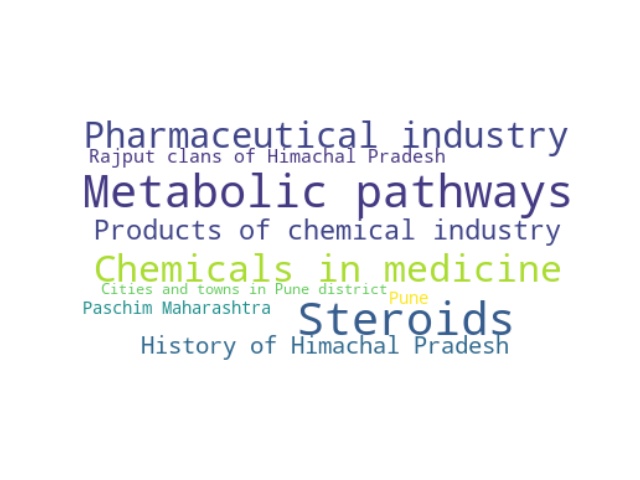 Pharmaceutical industry
Rajput clans of Himachal Pradesh
Metabolic pathways
Products of chemical industry
Chemicals in medicine
Cities and towns in Pune district
Pune
Paschim Maharashtra
Steroids
History of Himachal Pradesh